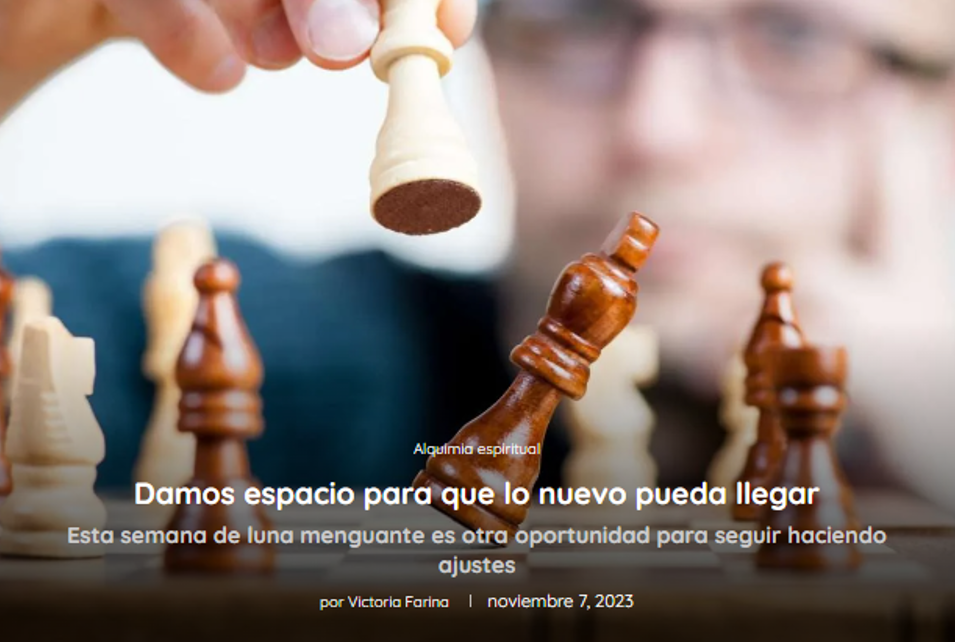 Alquimia espiritual
Damos espacio para que lo nuevo pueda llegar
Esta semana de luna menguante es otra oportunidad para seguir haciendo
ajustes
por Victoria Farina | noviembre 7, 2023